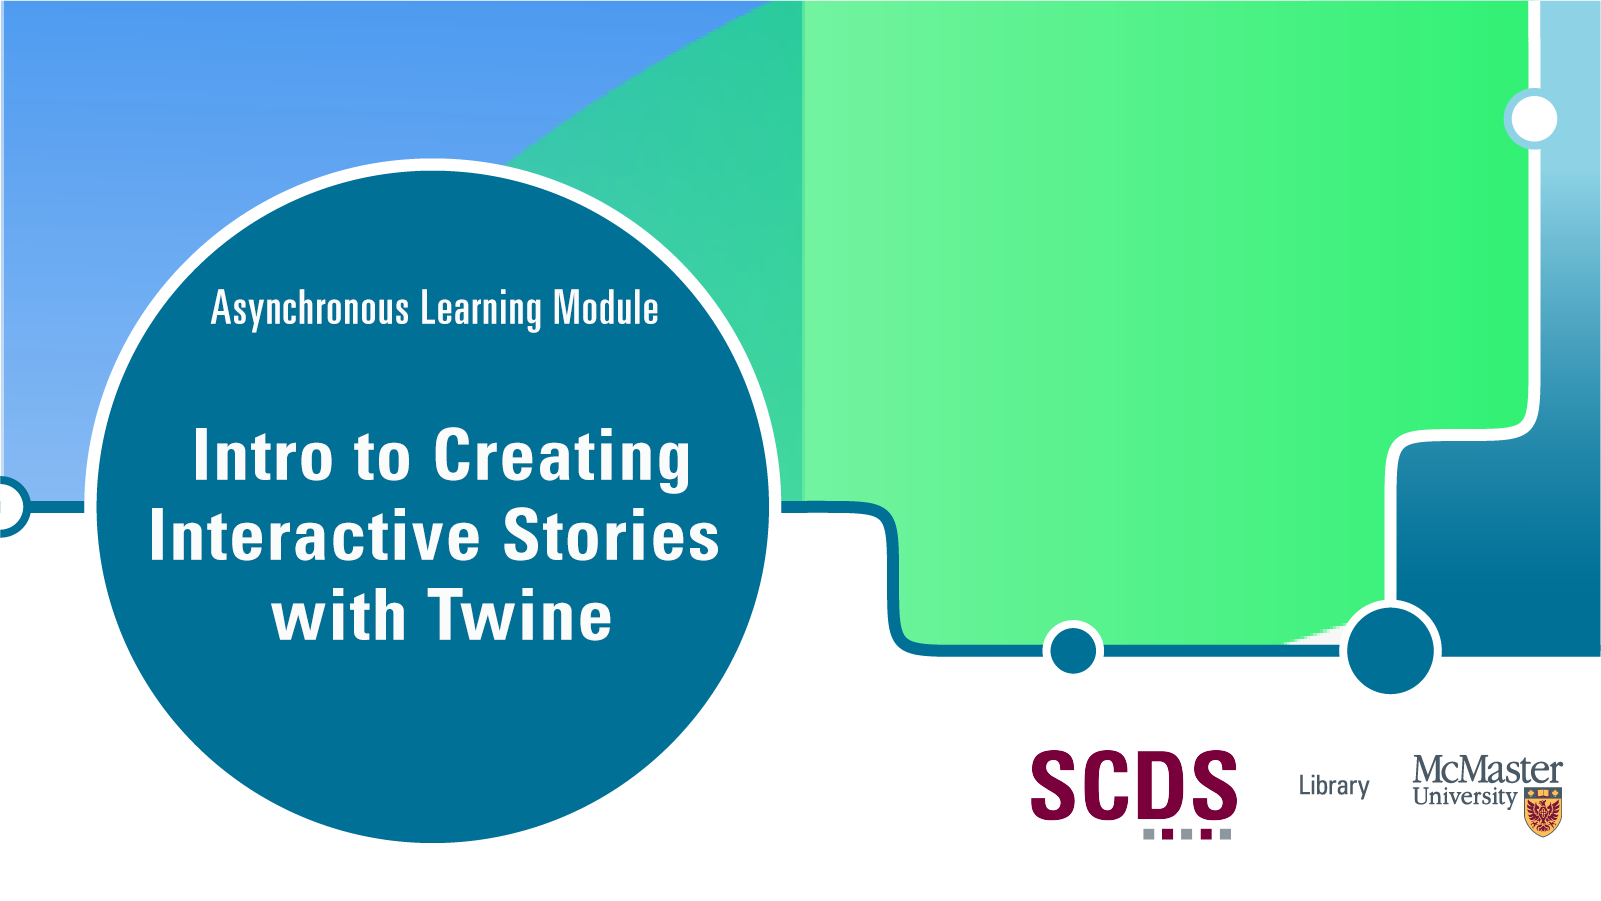 Asynchronous Learning Module
Intro to Creating
Interactive Stories
with Twine
SCDS
Library
McMaster
University